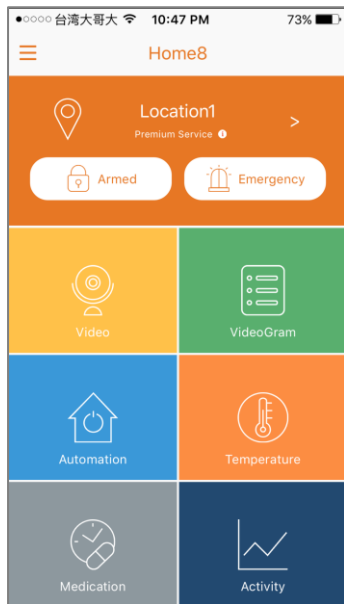 台湾大哥大 10:47 PM 73%
Home8
Location1
Premium Service
>
Armed Emergency
Video VideoGram
Automation Temperature
Medication Activity